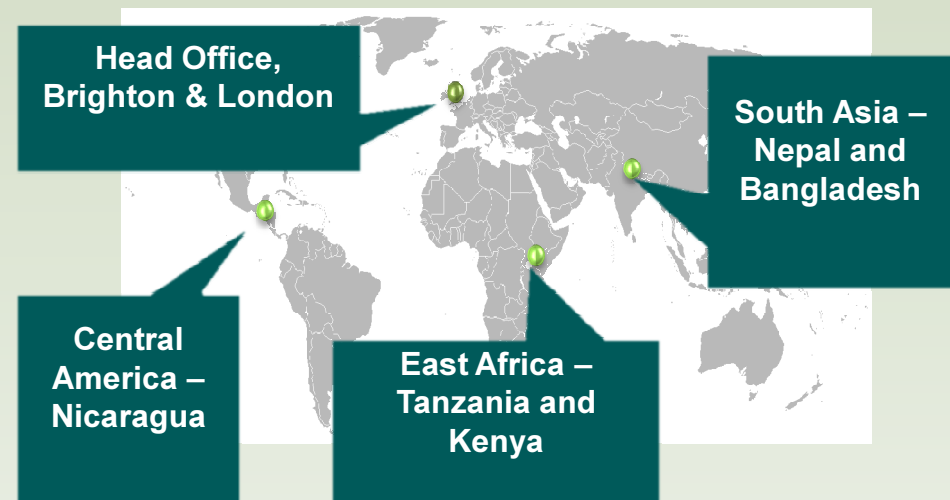 Head Office,
Brighton & London
South Asia –
Nepal and
Bangladesh
Central
America –
Nicaragua
East Africa –
Tanzania and
Kenya